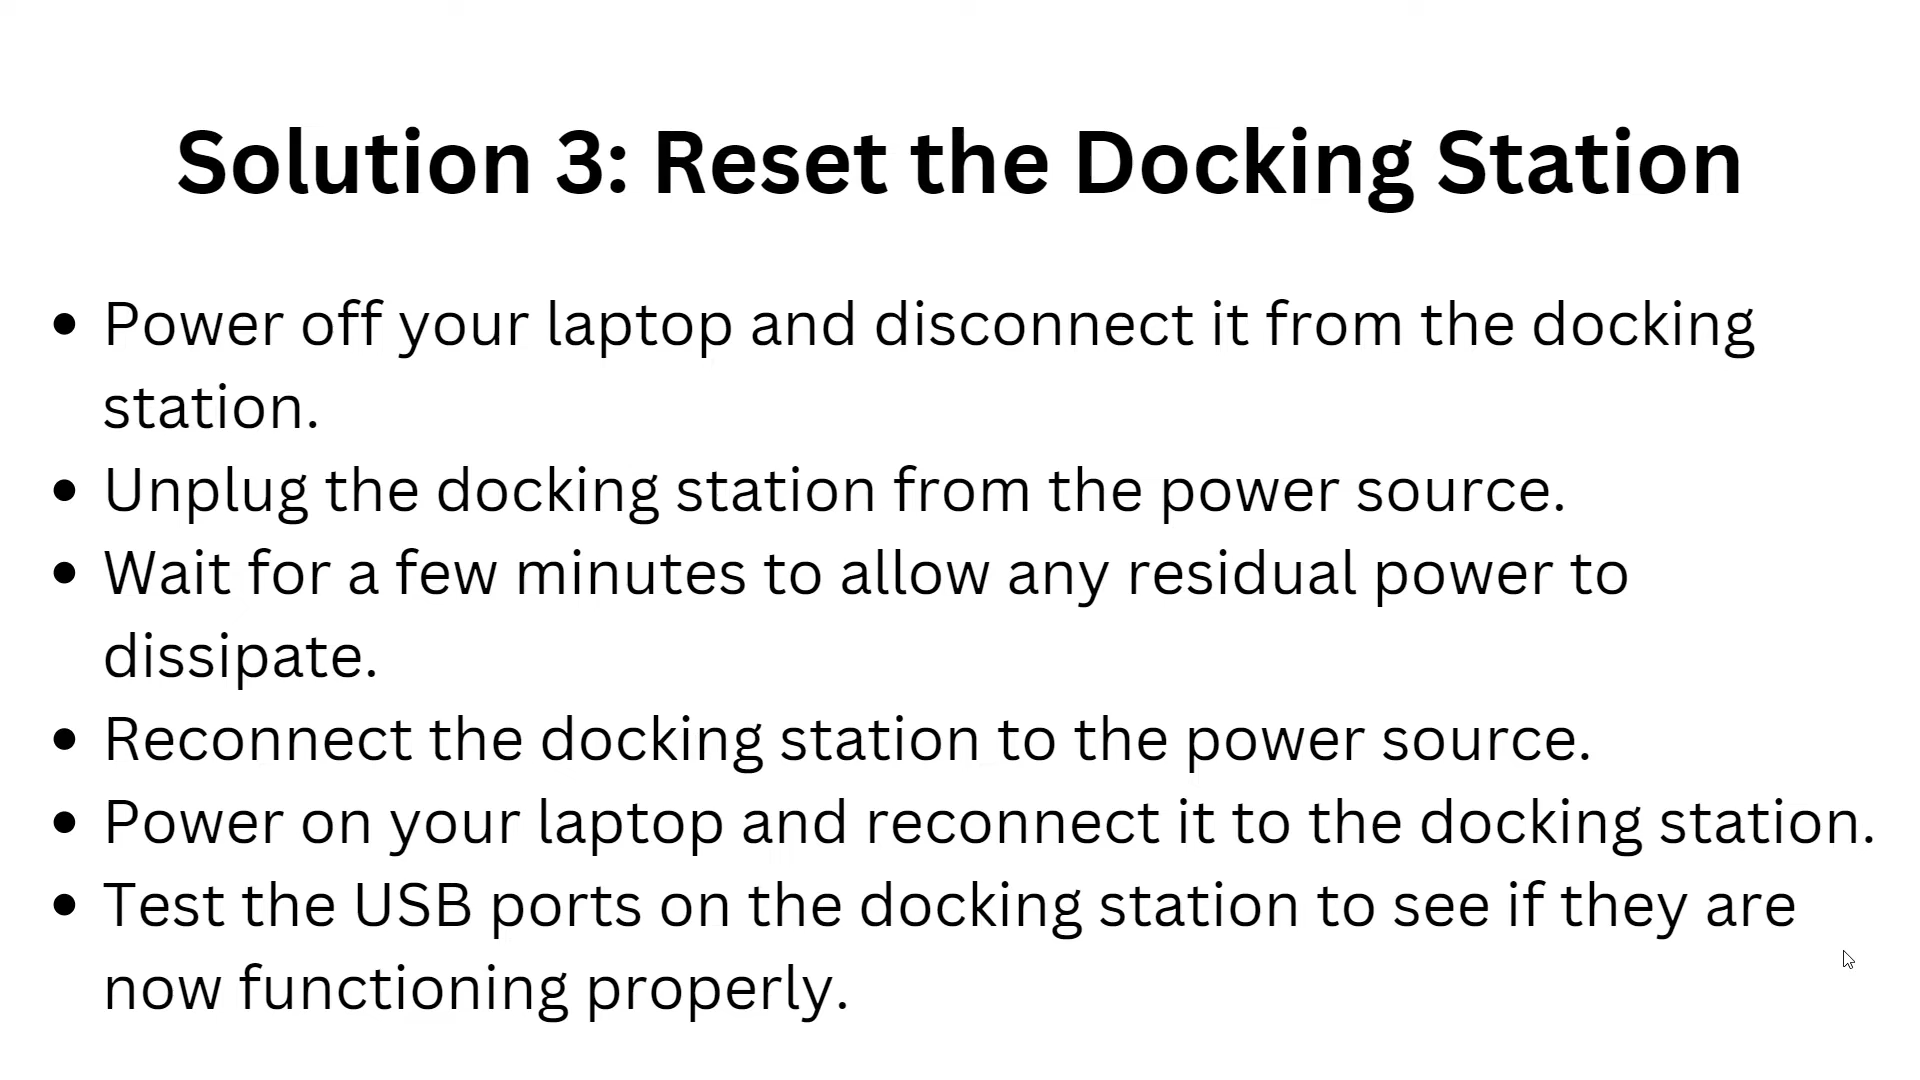 Solution 3: Reset the Docking Station
• Power off your laptop and disconnect it from the docking
station.
• Unplug the docking station from the power source.
• Wait for a few minutes to allow any residual power to
dissipate.
• Reconnect the docking station to the power source.
• Power on your laptop and reconnect it to the docking station.
• Test the USB ports on the docking station to see if they are
now functioning properly.